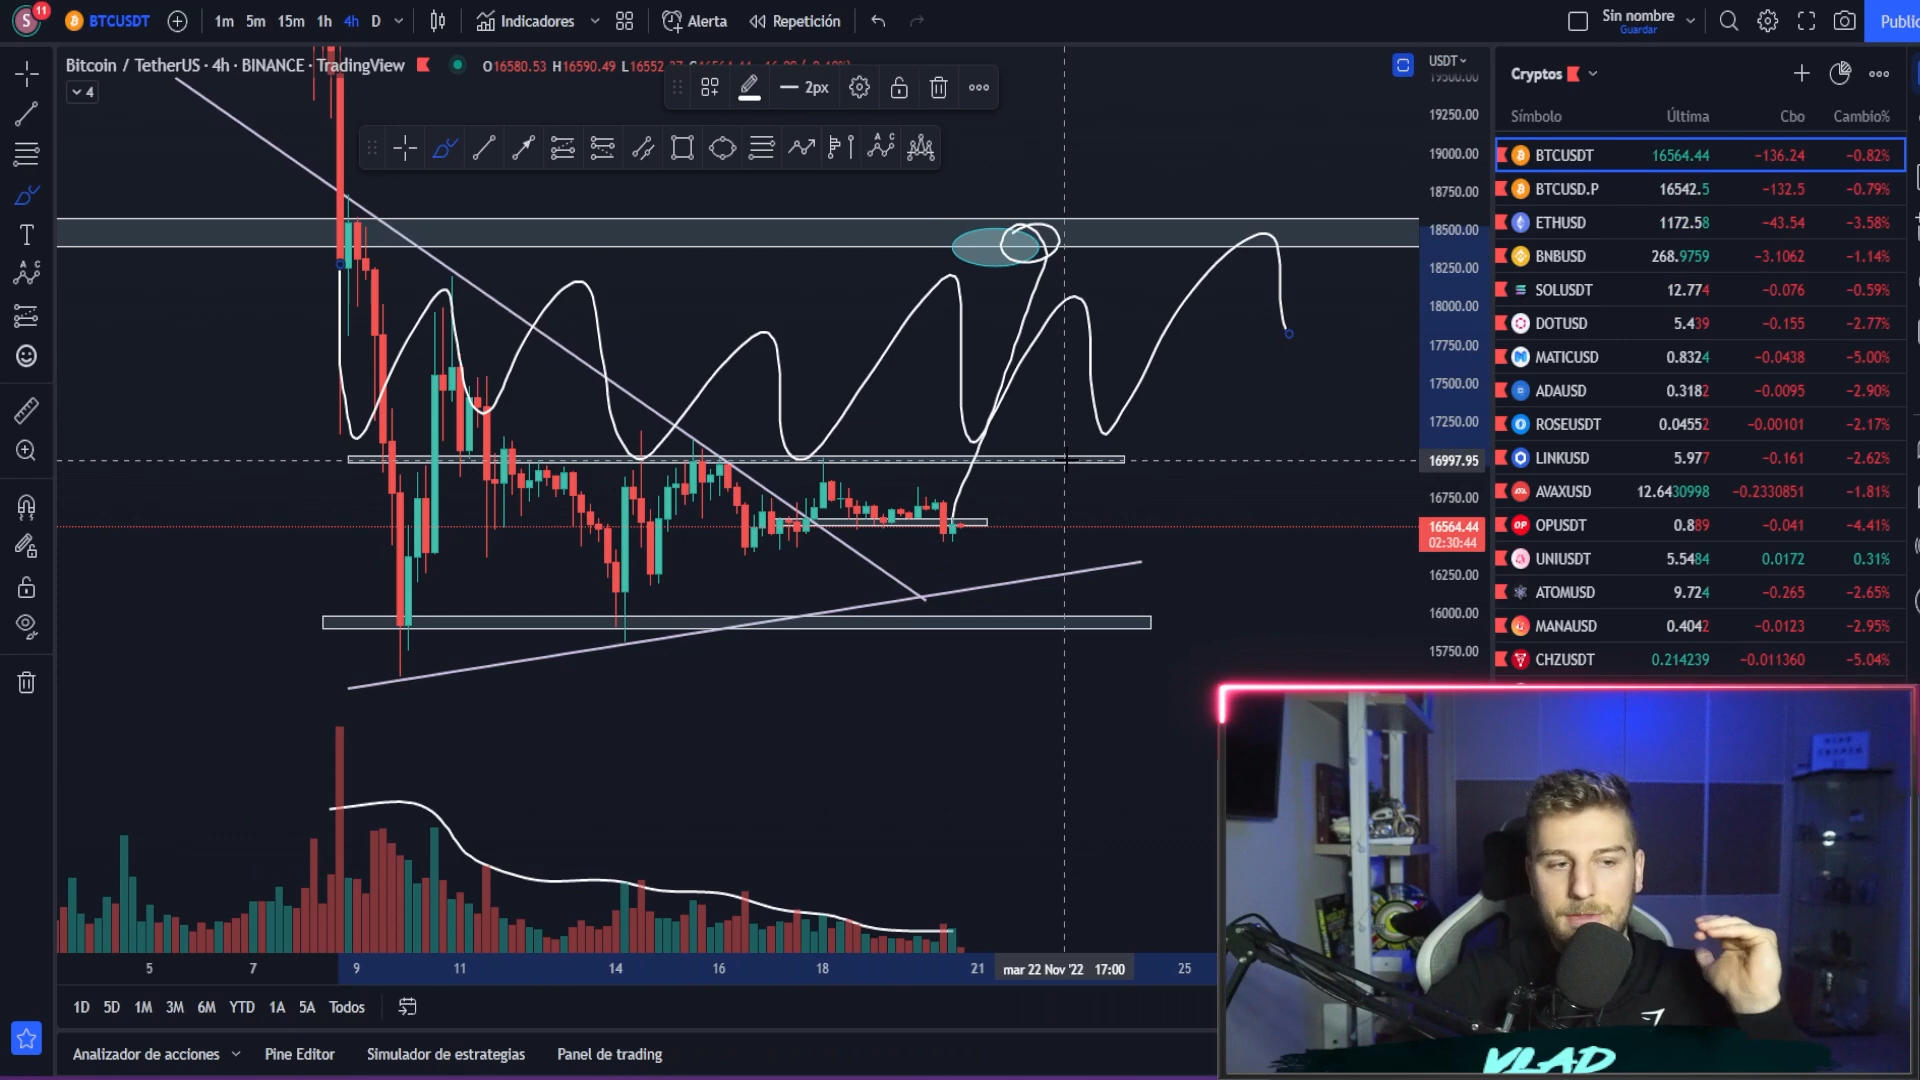 S 11 BTCUSDT 1m 5m 15m 1h 4h D Indicadores Alerta Repetición Sin nombre
Guardar
Public
Bitcoin / TetherUS · 4h · BINANCE · TradingView O16580.53 H16590.49 L16552.
4
2px
USDT
19500.00
19250.00
19000.00
18750.00
18500.00
18250.00
18000.00
17750.00
17500.00
17250.00
16997.95
16750.00
16564.44
02:30:44
16250.00
16000.00
15750.00
Cryptos
Símbolo Última Cbo Cambio%
BTCUSDT 16564.44 −136.24 −0.82%
BTCUSD.P 16542.5 −132.5 −0.79%
ETHUSD 1172.58 −43.54 −3.58%
BNBUSD 268.9759 −3.1062 −1.14%
SOLUSDT 12.774 −0.076 −0.59%
DOTUSD 5.439 −0.155 −2.77%
MATICUSD 0.8324 −0.0438 −5.00%
ADAUSD 0.3182 −0.0095 −2.90%
ROSEUSDT 0.04552 −0.00101 −2.17%
LINKUSD 5.977 −0.161 −2.62%
AVAXUSD 12.6430998 −0.2330851 −1.81%
OPUSDT 0.889 −0.041 −4.41%
UNIUSDT 5.5484 0.0172 0.31%
ATOMUSD 9.724 −0.265 −2.65%
MANAUSD 0.4042 −0.0123 −2.95%
CHZUSDT 0.214239 −0.011360 −5.04%
5 7 9 11 14 16 18 21 mar 22 Nov '22 17:00 25
1D 5D 1M 3M 6M YTD 1A 5A Todos
Analizador de acciones Pine Editor Simulador de estrategias Panel de trading
VLAD